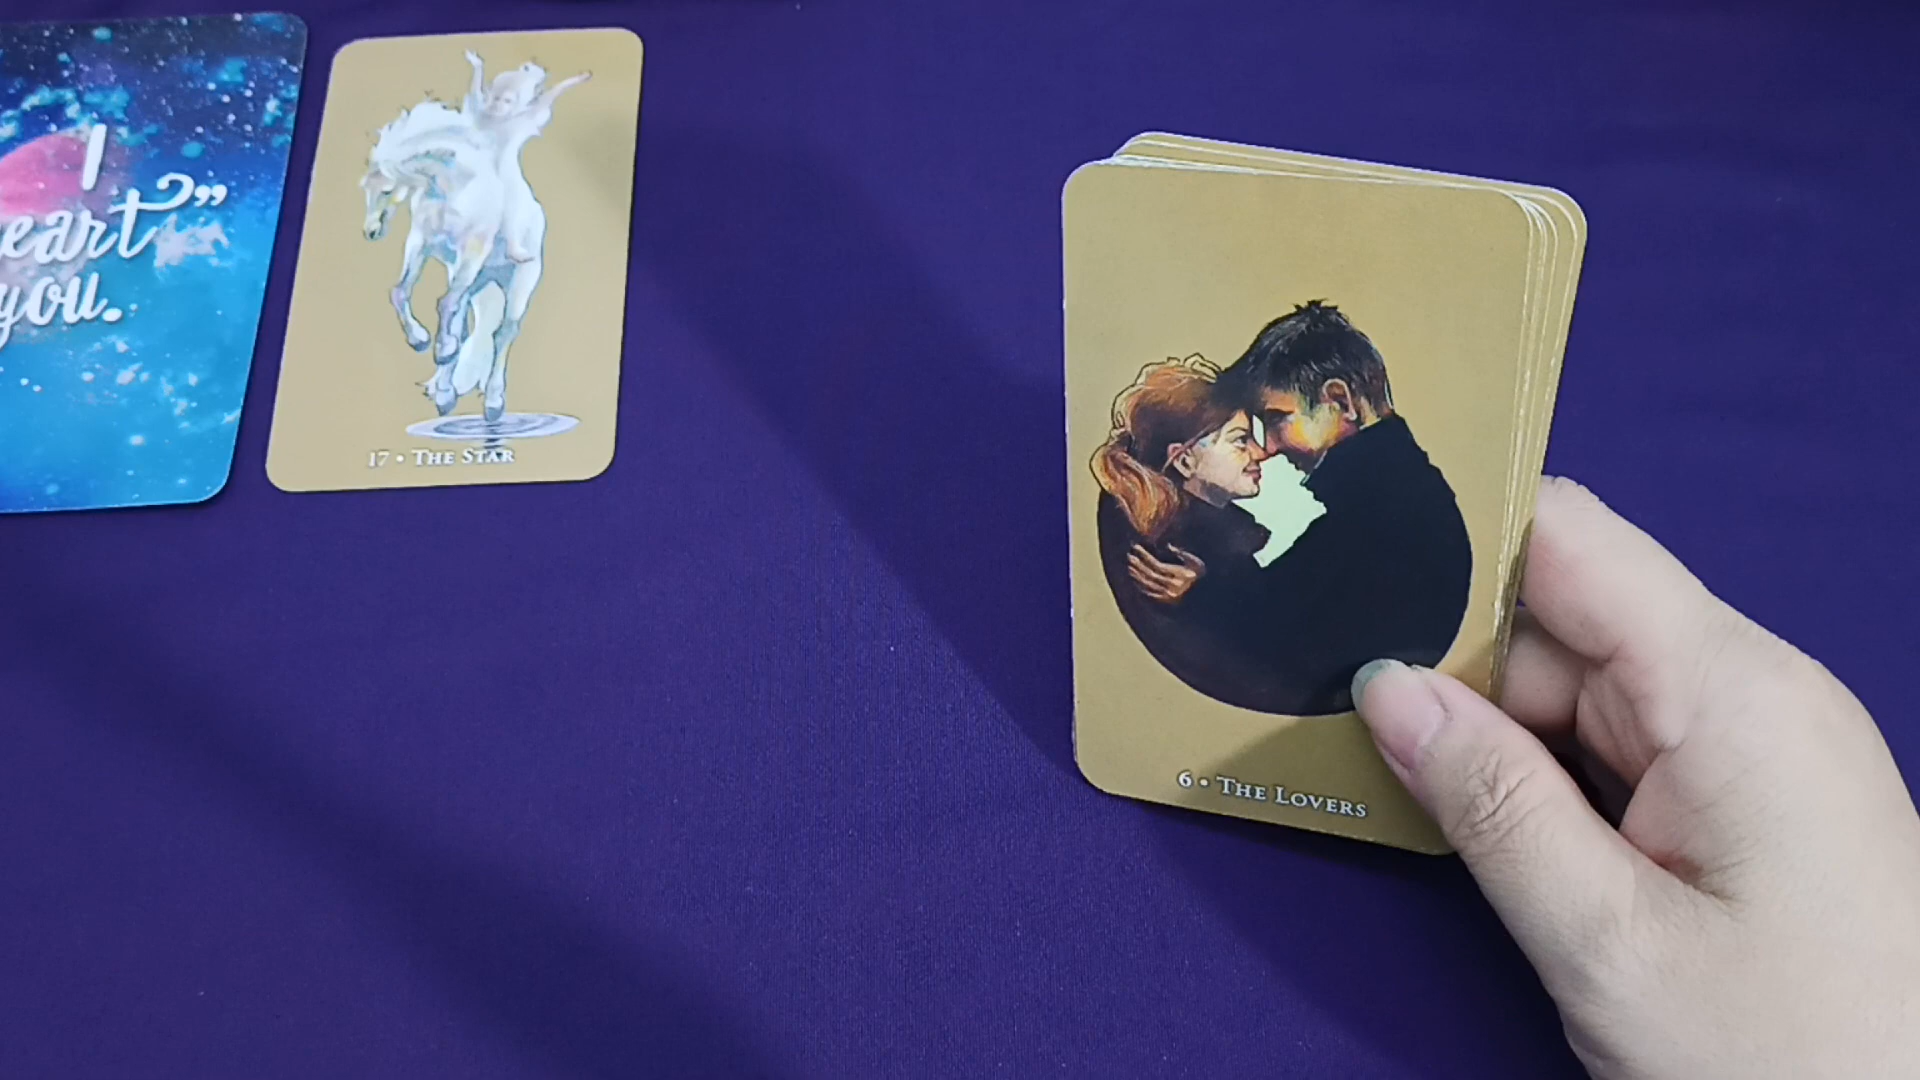 I
heart”
you.
17 • THE STAR
6 • THE LOVERS